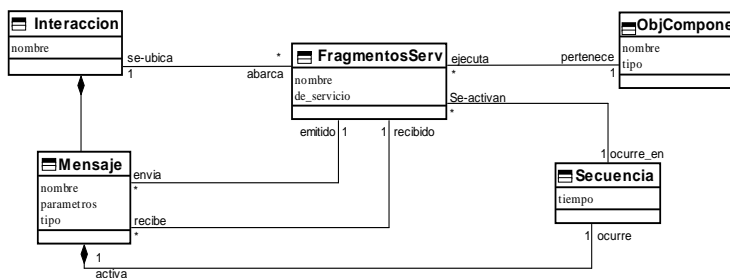 Interaccion
nombre
se-ubica
1
*
abarca
FragmentosServ
nombre
de_servicio
ejecuta
*
pertenece
1
ObjCompone
nombre
tipo
Se-activan
*
emitido
1
1
recibido
Mensaje
nombre
parametros
tipo
envia
*
recibe
*
1
ocurre_en
Secuencia
tiempo
1
ocurre
1
activa